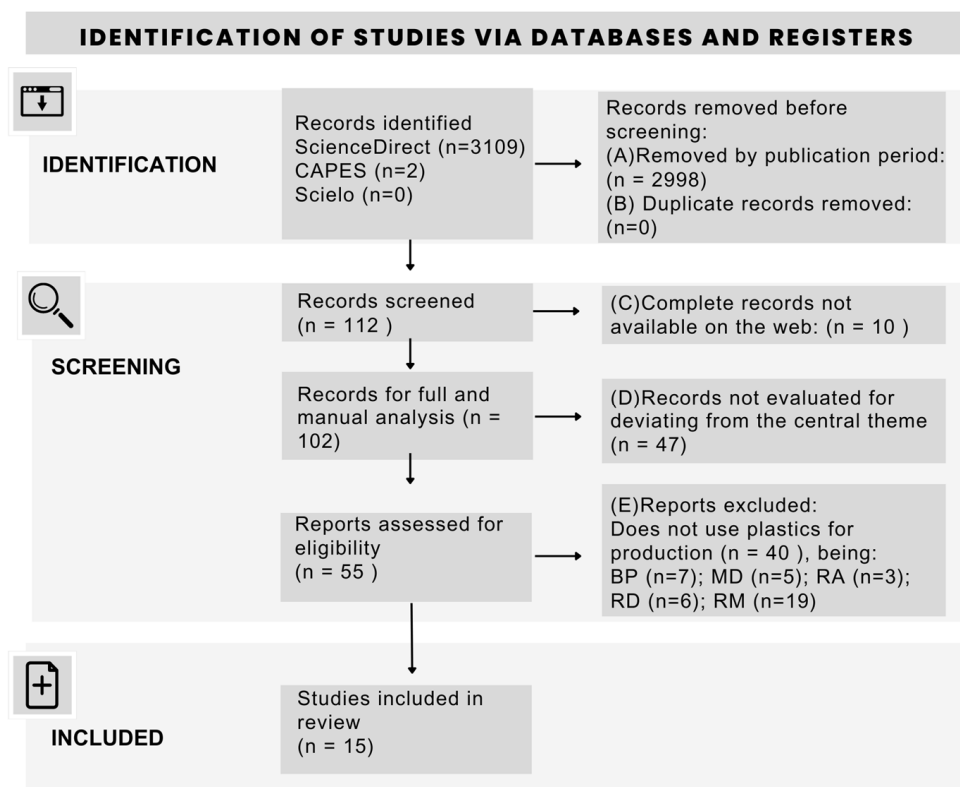 IDENTIFICATION OF STUDIES VIA DATABASES AND REGISTERS
IDENTIFICATION
Records identified
ScienceDirect (n=3109)
CAPES (n=2)
Scielo (n=0)
Records removed before
screening:
(A)Removed by publication period:
(n = 2998)
(B) Duplicate records removed:
(n=0)
SCREENING
Records screened
(n = 112 )
(C)Complete records not
available on the web: (n = 10 )
Records for full and
manual analysis (n =
102)
(D)Records not evaluated for
deviating from the central theme
(n = 47)
Reports assessed for
eligibility
(n = 55 )
(E)Reports excluded:
Does not use plastics for
production (n = 40 ), being:
BP (n=7); MD (n=5); RA (n=3);
RD (n=6); RM (n=19)
INCLUDED
Studies included in
review
(n = 15)